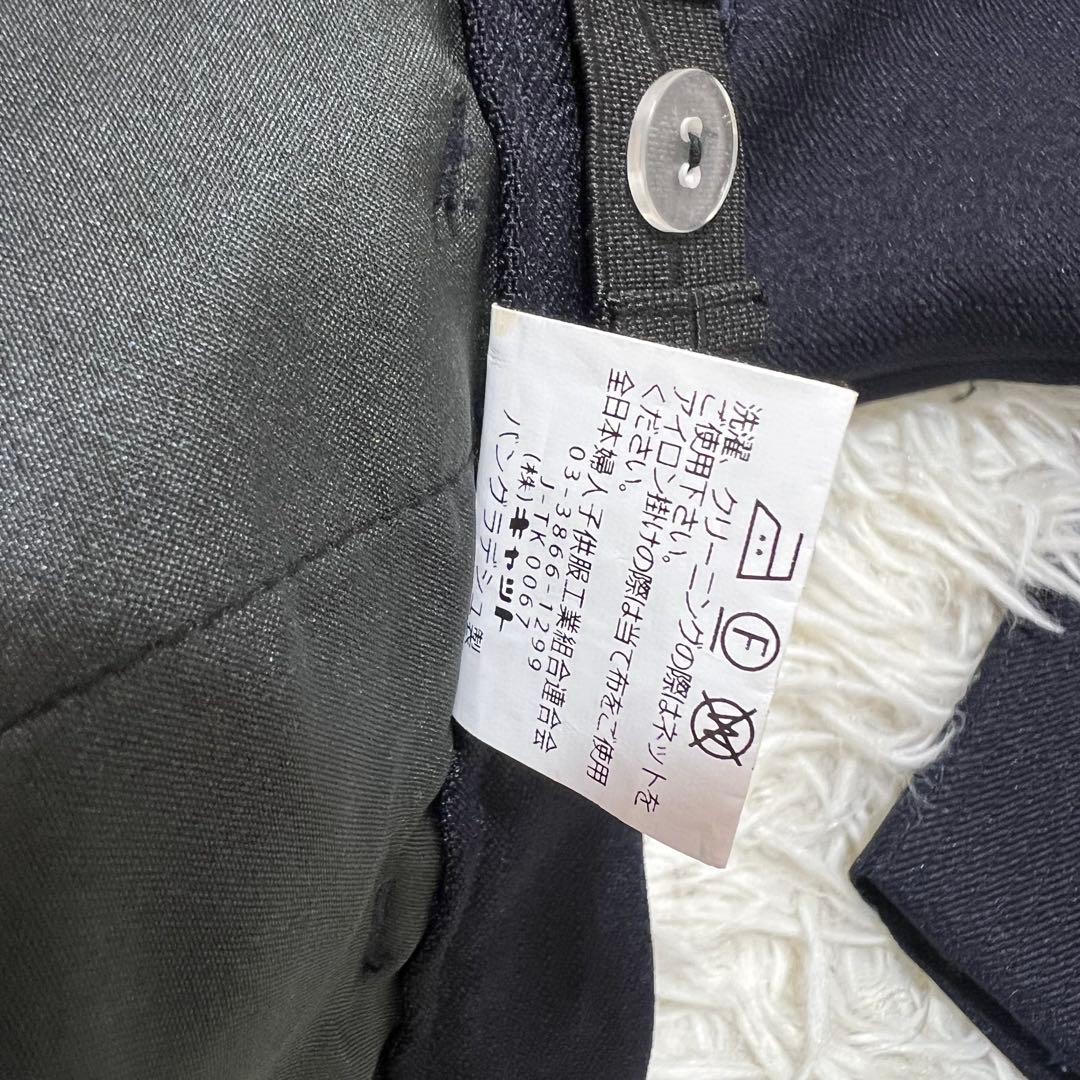 F W
洗濯、クリーニングの際はネットを
ご使用下さい。
アイロン掛けの際は当て布をご使用
ください。
全日本婦人子供服工業組合連合会
03-3866-1299
J-TK 0067
(株)キャット
バングラデシュ製